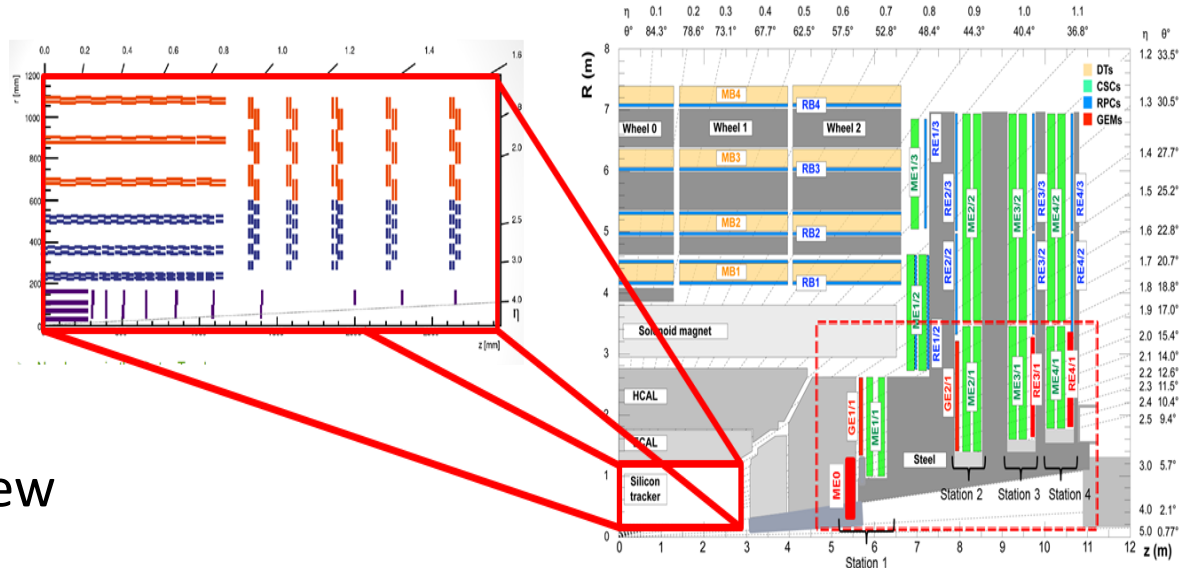 η 0.1 0.2 0.3 0.4 0.5 0.6 0.7 0.8 0.9 1.0 1.1
θ° 84.3° 78.6° 73.1° 67.7° 62.5° 57.5° 52.8° 48.4° 44.3° 40.4° 36.8° η θ°
0.0 0.2 0.4 0.6 0.8 1.0 1.2 1.4 1.6
r [mm]
1200
1000
800
600
400
200
0
2.0
2.5
3.0
4.0
η
z [mm]
ew
R (m)
8
7
6
5
4
3
2
1
0
1.2 33.5°
1.3 30.5°
1.4 27.7°
1.5 25.2°
1.6 22.8°
1.7 20.7°
1.8 18.8°
1.9 17.0°
2.0 15.4°
2.1 14.0°
2.2 12.6°
2.3 11.5°
2.4 10.4°
2.5 9.4°
3.0 5.7°
4.0 2.1°
5.0 0.77°
DTs
CSCs
RPCs
GEMs
MB4
RB4
Wheel 0 Wheel 1 Wheel 2
MB3
RB3
MB2
RB2
MB1
RB1
Solenoid magnet
HCAL
ECAL
Silicon
tracker
Steel
ME1/3
RE1/3
ME1/2
RE1/2
GE1/1
ME1/1
ME0
RE2/3
RE2/2
GE2/1
ME2/2
ME2/1
ME3/2
ME3/1
RE3/3
RE3/2
RE3/1
ME4/2
ME4/1
RE4/3
RE4/2
RE4/1
Station 2 Station 3 Station 4
Station 1
0 1 2 3 4 5 6 7 8 9 10 11 12
z (m)